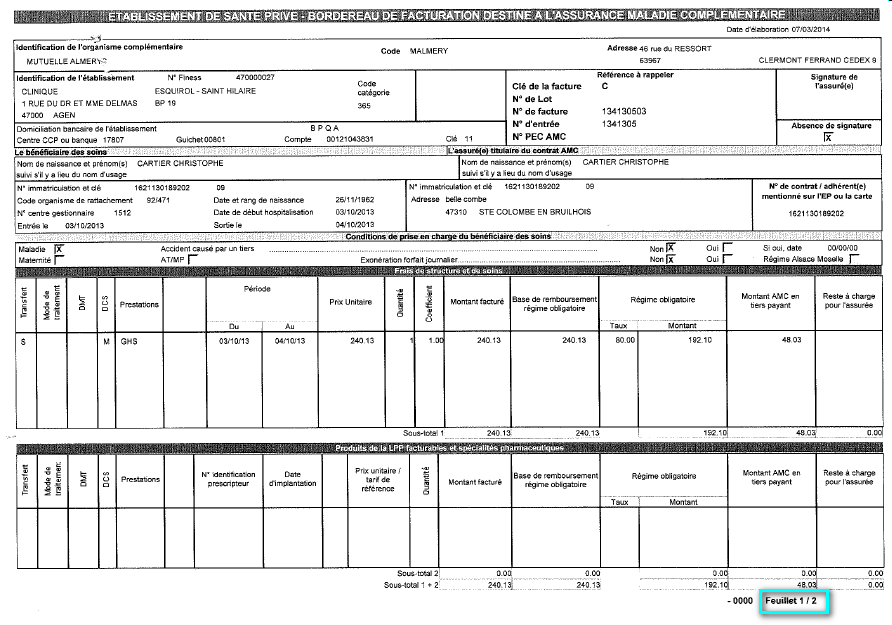 ETABLISSEMENT DE SANTE PRIVE - BORDEREAU DE FACTURATION DESTINE A L'ASSURANCE MALADIE COMPLEMENTAIRE
Date d'élaboration 07/03/2014
Identification de l'organisme complémentaire
Code MALMERY
Adresse 46 rue du RESSORT
MUTUELLE ALMERYS
63967 CLERMONT FERRAND CEDEX 9
Identification de l'établissement N° Finess 470000027
CLINIQUE ESQUIROL - SAINT HILAIRE
1 RUE DU DR ET MME DELMAS BP 19
47000 AGEN
Code catégorie
365
Domiciliation bancaire de l'établissement B P Q A
Centre CCP ou banque 17807 Guichet 00801 Compte 00121043831 Clé 11
Référence à rappeler
Clé de la facture C
N° de Lot
N° de facture 134130503
N° d'entrée 1341305
N° PEC AMC
Signature de l'assuré(e)
Absence de signature
X
Le bénéficiaire des soins
Nom de naissance et prénom(s) CARTIER CHRISTOPHE
suivi s'il y a lieu du nom d'usage
L'assuré(e) titulaire du contrat AMC
Nom de naissance et prénom(s) CARTIER CHRISTOPHE
suivi s'il y a lieu du nom d'usage
N° immatriculation et clé 1621130189202 09
Code organisme de rattachement 92/471 Date et rang de naissance 26/11/1962
N° centre gestionnaire 1512 Date de début hospitalisation 03/10/2013
Entrée le 03/10/2013 Sortie le 04/10/2013
N° immatriculation et clé 1621130189202 09
Adresse belle combe
47310 STE COLOMBE EN BRUILHOIS
N° de contrat / adhérent(e)
mentionné sur l'EP ou la carte
1621130189202
Conditions de prise en charge du bénéficiaire des soins
Maladie X Accident causé par un tiers Non X Oui Si oui, date 00/00/00
Maternité AT/MP Exonération forfait journalier Non X Oui Régime Alsace Moselle
Frais de structure et de soins
Transfert Mode de traitement DMT DCS Prestations Période Du Au Prix Unitaire Quantité Coefficient Montant facturé Base de remboursement régime obligatoire Régime obligatoire Taux Montant Montant AMC en tiers payant Reste à charge pour l'assurée
S M GHS 03/10/13 04/10/13 240.13 1 1.00 240.13 240.13 80.00 192.10 48.03
Sous-total 1 240.13 240.13 192.10 48.03 0.00
Produits de la LPP facturables et spécialités pharmaceutiques
Transfert Mode de traitement DMT DCS Prestations N° identification prescripteur Date d'implantation Prix unitaire / tarif de référence Quantité Montant facturé Base de remboursement régime obligatoire Régime obligatoire Taux Montant Montant AMC en tiers payant Reste à charge pour l'assurée
Sous-total 2 0.00 0.00 0.00 0.00 0.00
Sous-total 1 + 2 240.13 240.13 192.10 48.03 0.00
- 0000 Feuillet 1 / 2